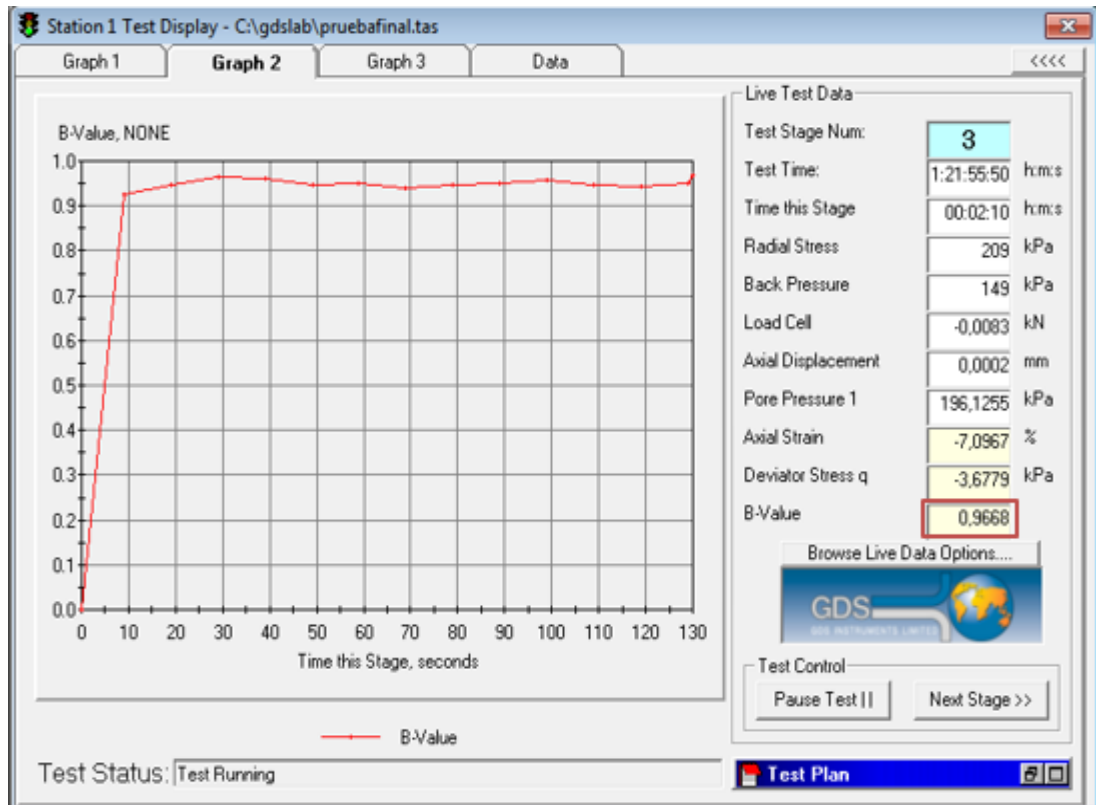 Station 1 Test Display - C:\gdslab\pruebafinal.tas
Graph 1 Graph 2 Graph 3 Data <<<<
B-Value, NONE
1.0
0.9
0.8
0.7
0.6
0.5
0.4
0.3
0.2
0.1
0.0
0 10 20 30 40 50 60 70 80 90 100 110 120 130
Time this Stage, seconds
B-Value
Live Test Data
Test Stage Num: 3
Test Time: 1:21:55:50 h:m:s
Time this Stage 00:02:10 h:m:s
Radial Stress 209 kPa
Back Pressure 149 kPa
Load Cell -0,0083 kN
Axial Displacement 0,0002 mm
Pore Pressure 1 196,1255 kPa
Axial Strain -7,0967 %
Deviator Stress q -3,6779 kPa
B-Value 0,9668
Browse Live Data Options....
GDS
GDS INSTRUMENTS LIMITED
Test Control
Pause Test || Next Stage >>
Test Status: Test Running
Test Plan